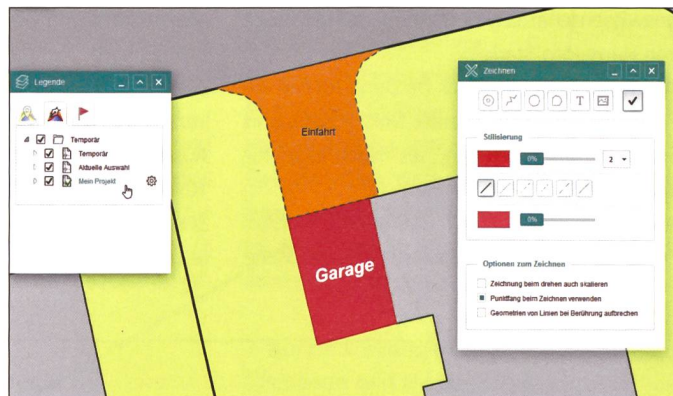 Legende
Temporär
Temporär
Aktuelle Auswahl
Mein Projekt
Einfahrt
Garage
Zeichnen
T
Stilisierung
0%
2
0%
Optionen zum Zeichnen
Zeichnung beim drehen auch skalieren
Punktfang beim Zeichnen verwenden
Geometrien von Linien bei Berührung aufbrechen